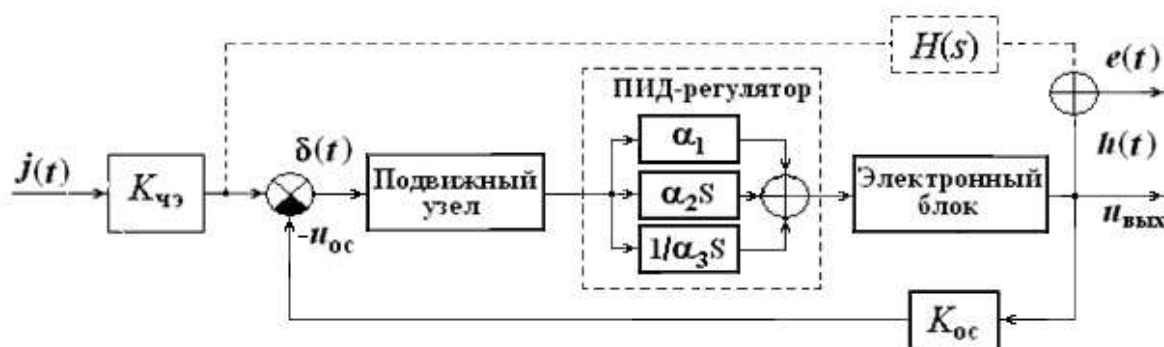 H(s)
e(t)
ПИД-регулятор
j(t)
Kчэ
δ(t)
Подвижный
узел
α1
α2S
1/α3S
Электронный
блок
h(t)
uвых
-uос
Kос